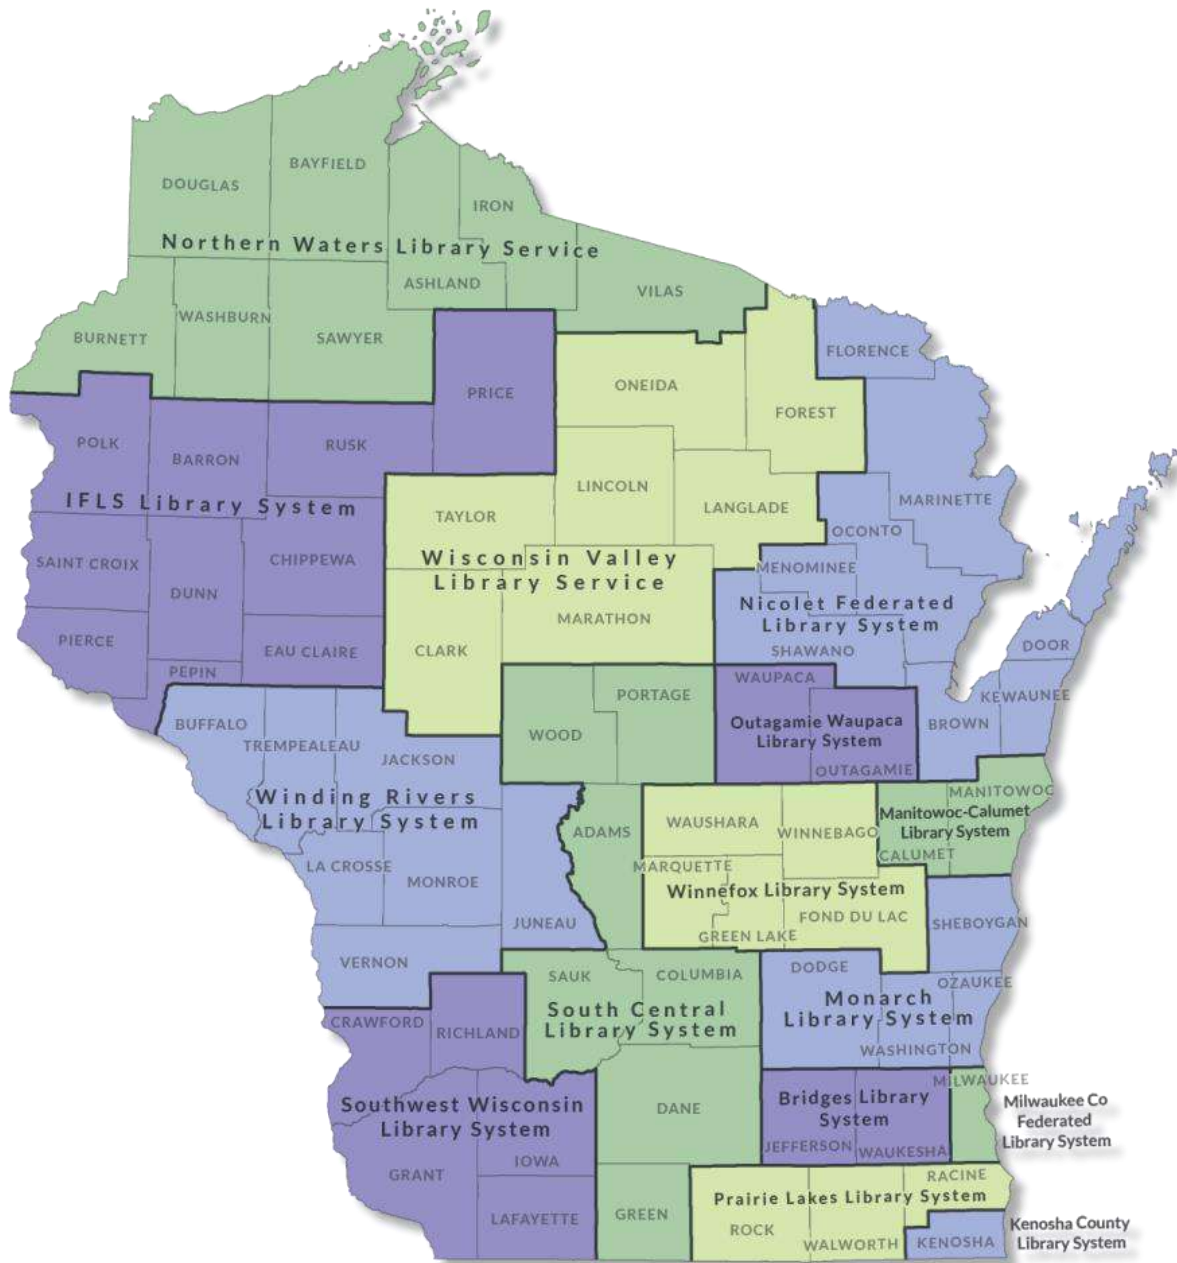 BAYFIELD
DOUGLAS
IRON
Northern Waters Library Service
ASHLAND
VILAS
WASHBURN
BURNETT
SAWYER
FLORENCE
PRICE
ONEIDA
FOREST
POLK
BARRON
RUSK
LINCOLN
IFLS Library System
MARINETTE
TAYLOR
LANGLADE
OCONTO
Wisconsin Valley
Library Service
SAINT CROIX
CHIPPEWA
MENOMINEE
DUNN
Nicolet Federated
Library System
MARATHON
PIERCE
EAU CLAIRE
CLARK
SHAWANO
DOOR
PEPIN
WAUPACA
PORTAGE
KEWAUNEE
BUFFALO
WOOD
Outagamie Waupaca
Library System
BROWN
TREMPEALEAU
JACKSON
OUTAGAMIE
Winding Rivers
Library System
MANITOWOC
Manitowoc-Calumet
Library System
ADAMS
WAUSHARA
WINNEBAGO
CALUMET
LA CROSSE
MARQUETTE
MONROE
Winnefox Library System
JUNEAU
FOND DU LAC
SHEBOYGAN
GREEN LAKE
VERNON
SAUK
COLUMBIA
DODGE
OZAUKEE
South Central
Library System
Monarch
Library System
CRAWFORD
RICHLAND
WASHINGTON
MILWAUKEE
Milwaukee Co
Federated
Library System
Southwest Wisconsin
Library System
DANE
Bridges Library
System
JEFFERSON
WAUKESHA
IOWA
GRANT
RACINE
Prairie Lakes Library System
LAFAYETTE
GREEN
ROCK
WALWORTH
KENOSHA
Kenosha County
Library System